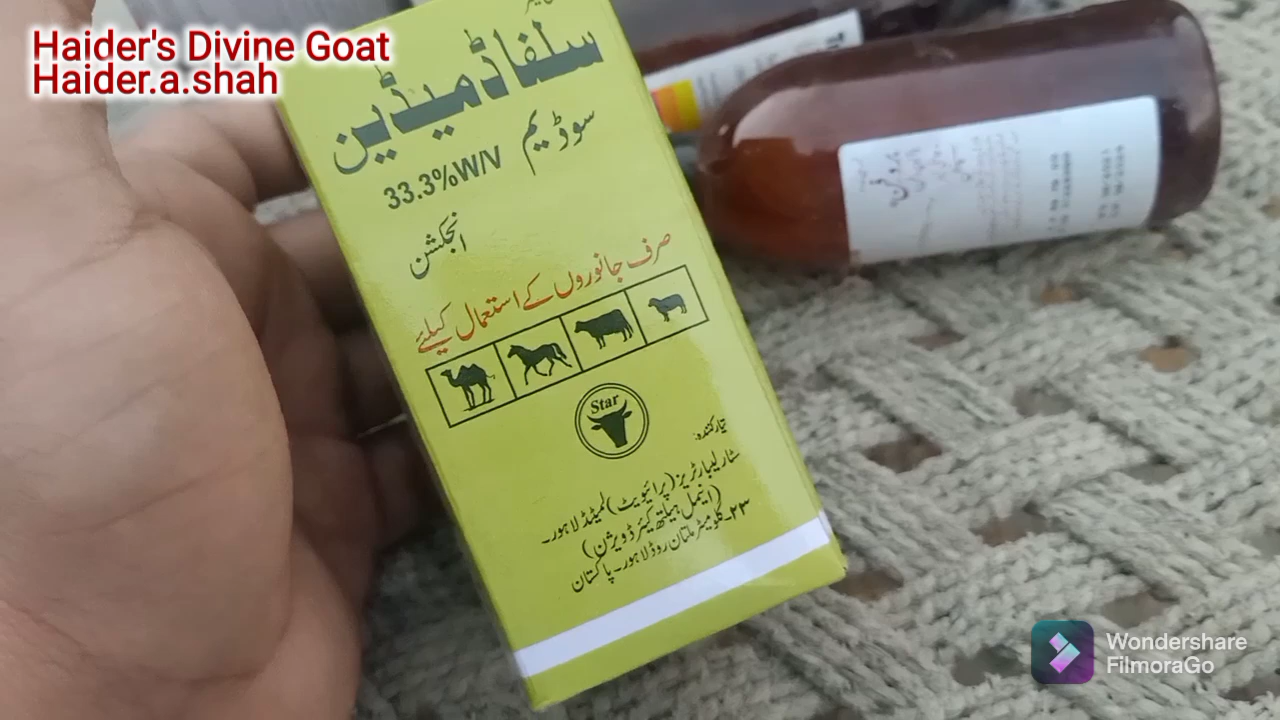 Haider's Divine Goat
Haider.a.shah
سلفاڈمیڈین
سوڈیم
33.3%W/V
انجکشن
صرف جانوروں کے استعمال کیلئے
Star
تیارکنندہ:
سٹار لیبارٹریز (پرائیویٹ) لمیٹڈ لاہور۔
(اینمل ہیلتھ کیئر ڈویژن)
۲۳۔کلومیٹر ملتان روڈ لاہور۔ پاکستان
Wondershare
FilmoraGo